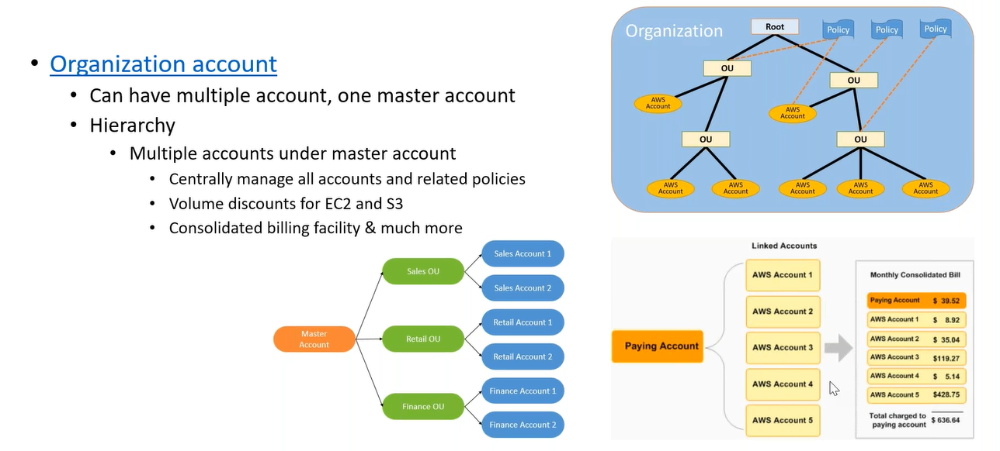 Organization account
Can have multiple account, one master account
Hierarchy
Multiple accounts under master account
Centrally manage all accounts and related policies
Volume discounts for EC2 and S3
Consolidated billing facility & much more
Master
Account
Sales OU
Retail OU
Finance OU
Sales Account 1
Sales Account 2
Retail Account 1
Retail Account 2
Finance Account 1
Finance Account 2
Organization
Root
Policy
Policy
Policy
OU
OU
AWS
Account
AWS
Account
OU
OU
AWS
Account
AWS
Account
AWS
Account
AWS
Account
AWS
Account
Linked Accounts
Paying Account
AWS Account 1
AWS Account 2
AWS Account 3
AWS Account 4
AWS Account 5
Monthly Consolidated Bill
Paying Account $ 39.52
AWS Account 1 $ 8.92
AWS Account 2 $ 35.04
AWS Account 3 $119.27
AWS Account 4 $ 5.14
AWS Account 5 $428.75
Total charged to
paying account $ 636.64